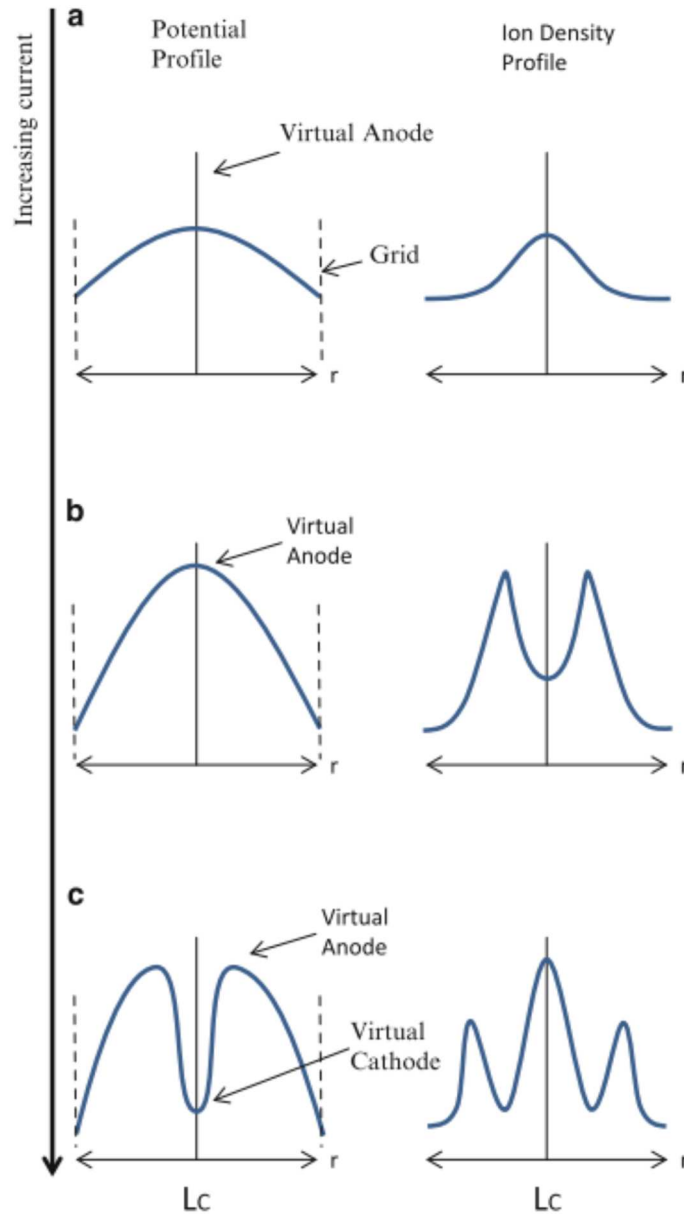 Increasing current
a
Potential
Profile
Ion Density
Profile
Virtual Anode
Grid
r
r
b
Virtual
Anode
r
r
c
Virtual
Anode
Virtual
Cathode
r
r
LC
LC